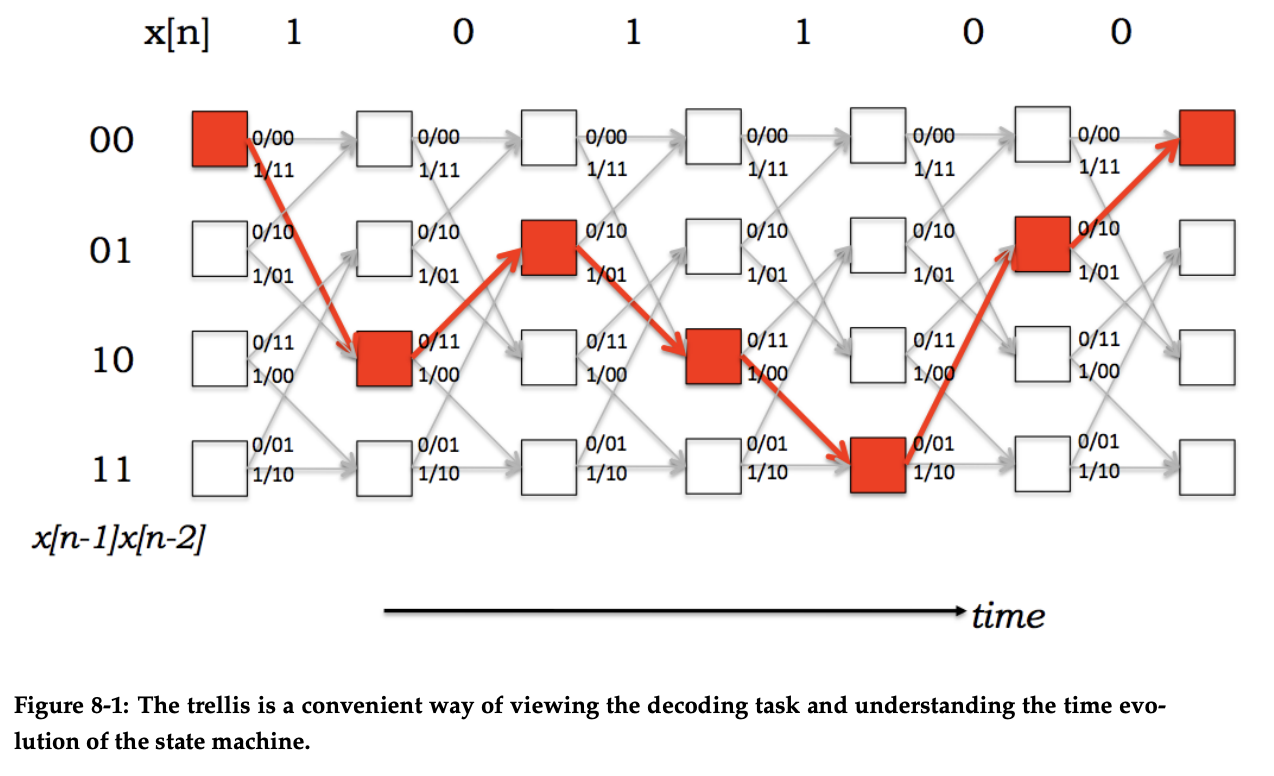 x[n] 1 0 1 1 0 0
00 0/00 0/00 0/00 0/00 0/00 0/00
1/11 1/11 1/11 1/11 1/11 1/11
0/10 0/10 0/10 0/10 0/10 0/10
01
1/01 1/01 1/01 1/01 1/01 1/01
0/11 0/11 0/11 0/11 0/11 0/11
10
1/00 1/00 1/00 1/00 1/00 1/00
0/01 0/01 0/01 0/01 0/01 0/01
11
1/10 1/10 1/10 1/10 1/10 1/10
x[n-1]x[n-2]
time
Figure 8-1: The trellis is a convenient way of viewing the decoding task and understanding the time evo-
lution of the state machine.